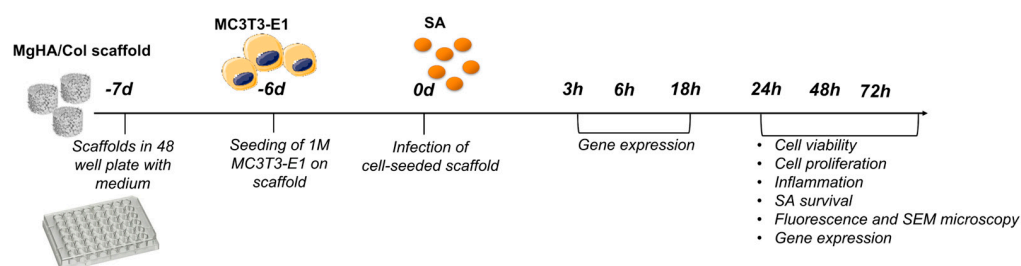 MgHA/Col scaffold
MC3T3-E1
SA
-7d
-6d
0d
3h
6h
18h
24h
48h
72h
Scaffolds in 48
well plate with
medium
Seeding of 1M
MC3T3-E1 on
scaffold
Infection of
cell-seeded scaffold
Gene expression
• Cell viability
• Cell proliferation
• Inflammation
• SA survival
• Fluorescence and SEM microscopy
• Gene expression